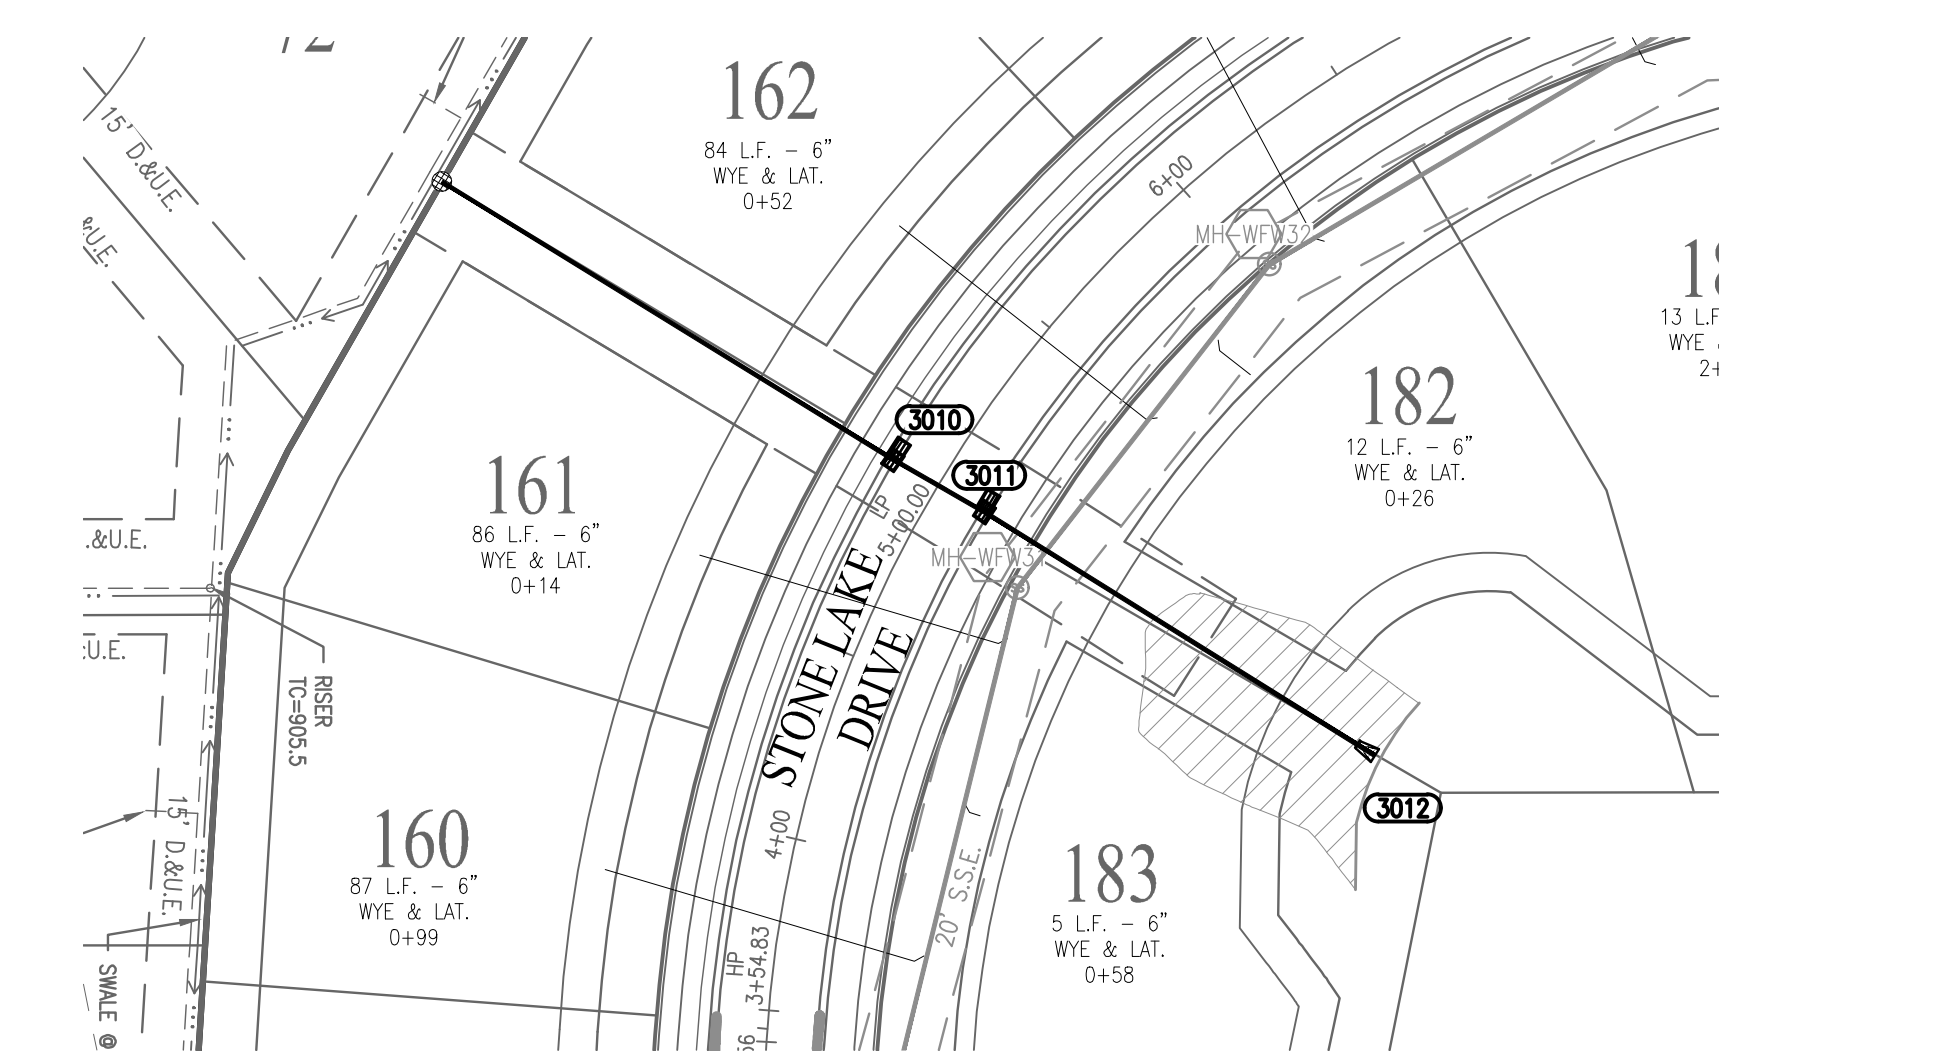 162
84 L.F. - 6"
WYE & LAT.
0+52
15' D.&U.E.
&U.E.
6+00
MH-WFW32
13 L.F
WYE
2+
182
12 L.F. - 6"
WYE & LAT.
0+26
3010
3011
161
86 L.F. - 6"
WYE & LAT.
0+14
LP
5+00.00
MH-WFW31
.&U.E.
:U.E.
STONE LAKE
DRIVE
RISER
TC=905.5
3012
160
87 L.F. - 6"
WYE & LAT.
0+99
15' D.&U.E.
4+00
183
5 L.F. - 6"
WYE & LAT.
0+58
20' S.S.E.
HP
3+54.83
SWALE @